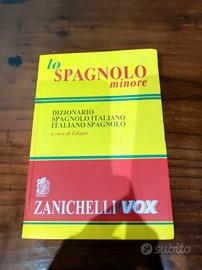 lo
SPAGNOLO
minore
DIZIONARIO
SPAGNOLO ITALIANO
ITALIANO SPAGNOLO
a cura di Edigeo
ZANICHELLI VOX
subito